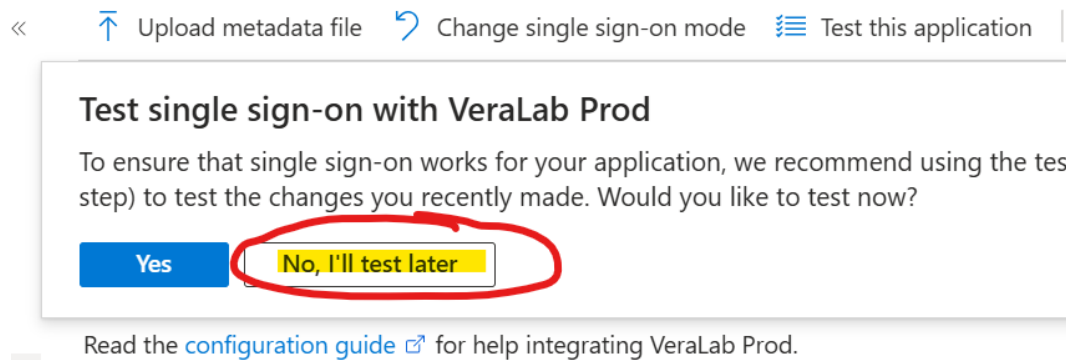 « Upload metadata file Change single sign-on mode Test this application
Test single sign-on with VeraLab Prod
To ensure that single sign-on works for your application, we recommend using the tes
step) to test the changes you recently made. Would you like to test now?
Yes No, I'll test later
Read the configuration guide for help integrating VeraLab Prod.